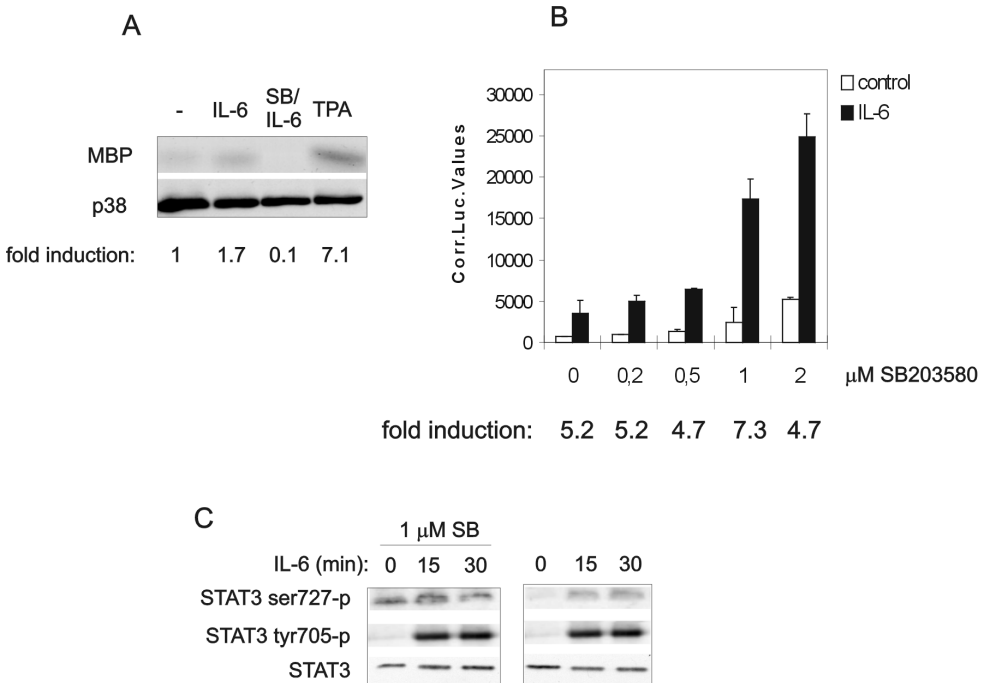 A
- IL-6 SB/ IL-6 TPA
MBP
p38
fold induction: 1 1.7 0.1 7.1
B
Corr.Luc.Values
30000
25000
20000
15000
10000
5000
0
control
IL-6
0 0,2 0,5 1 2 μM SB203580
fold induction: 5.2 5.2 4.7 7.3 4.7
C
1 μM SB
IL-6 (min): 0 15 30 0 15 30
STAT3 ser727-p
STAT3 tyr705-p
STAT3